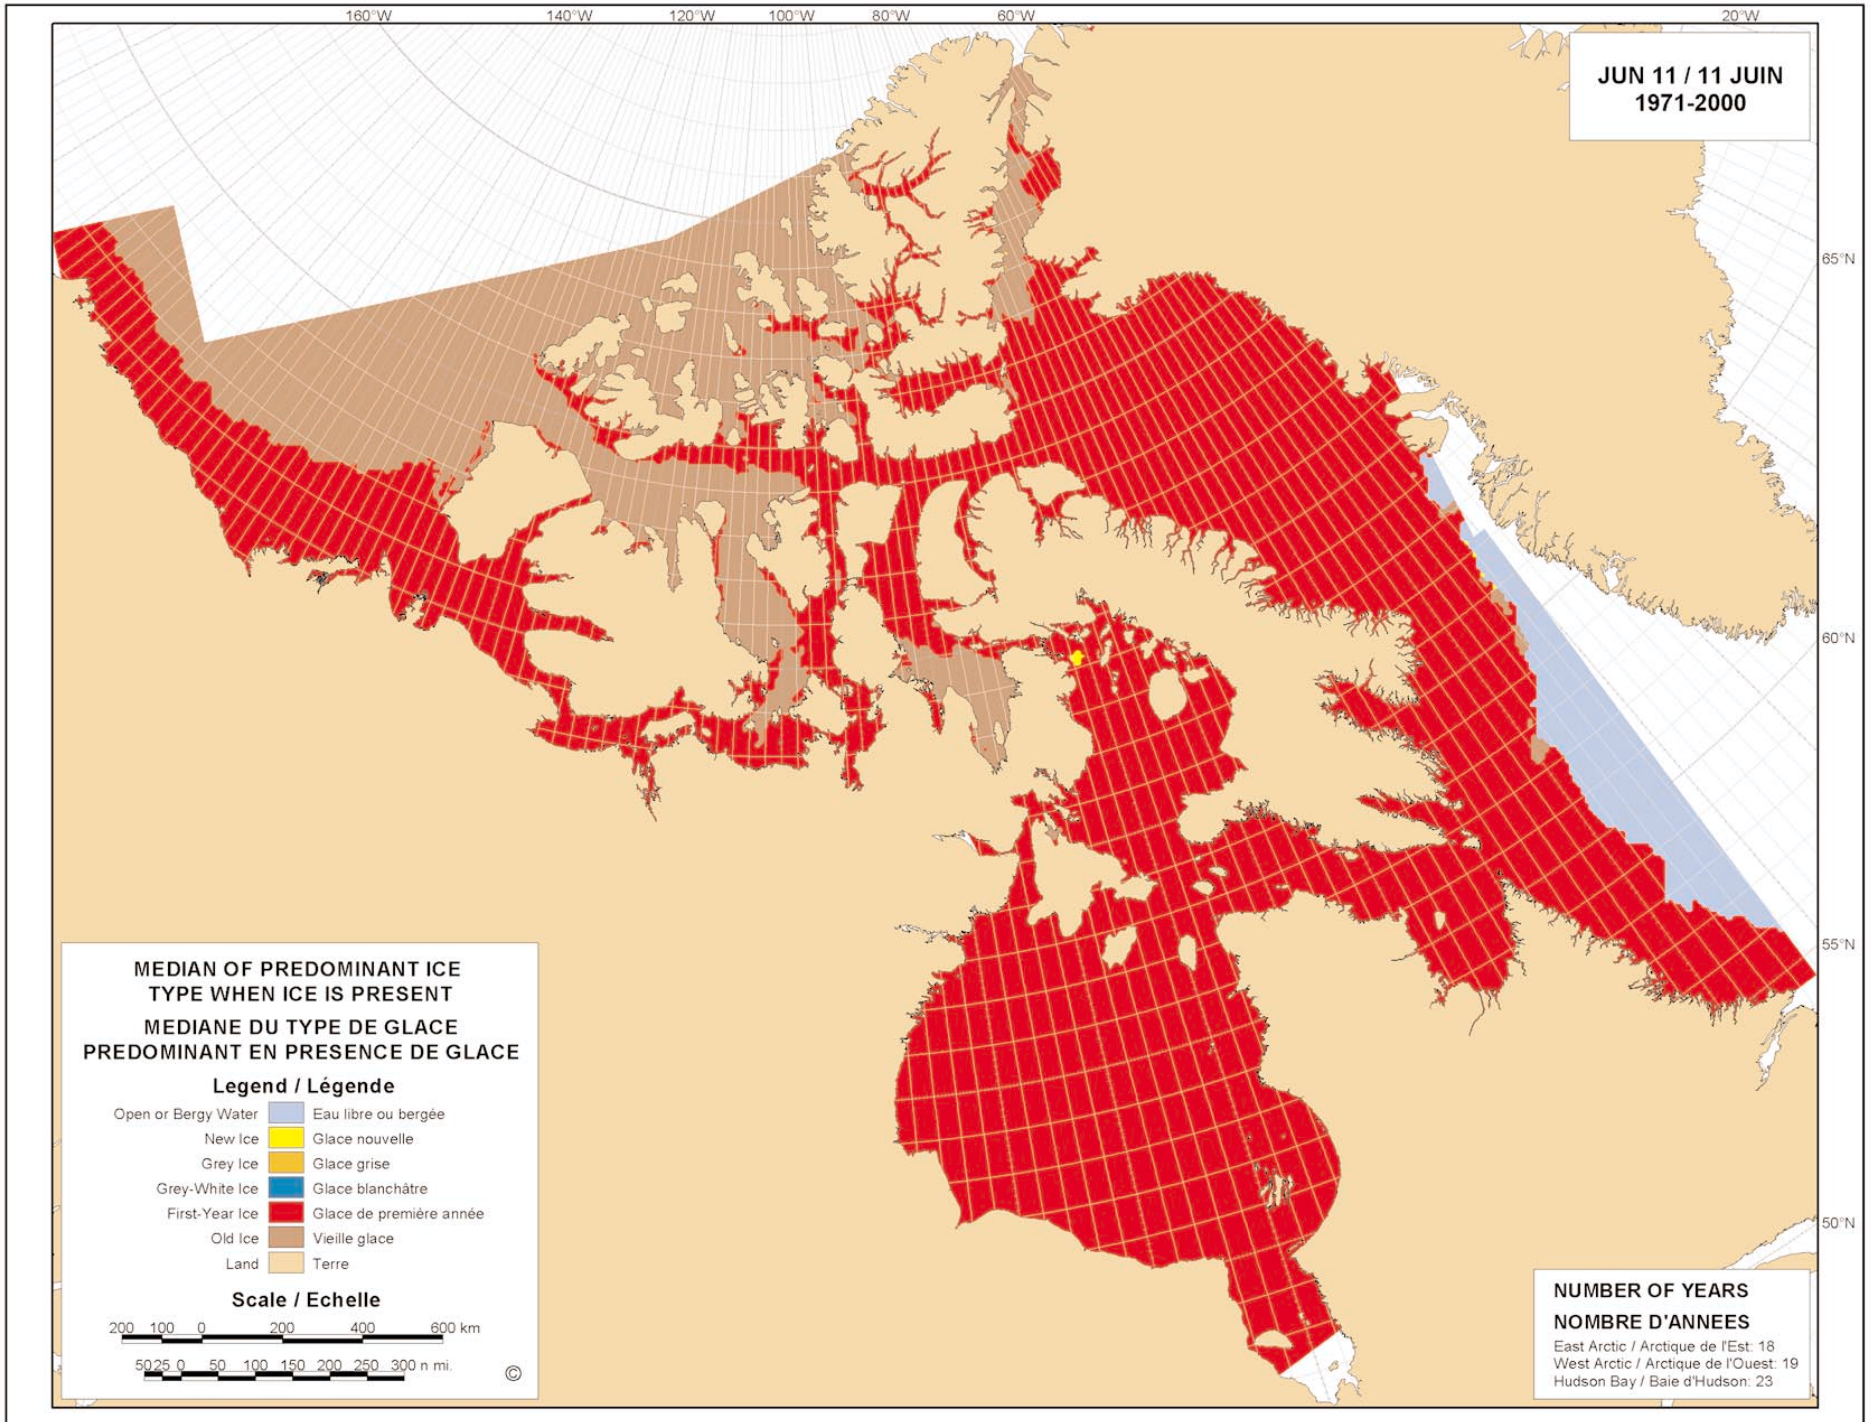 160°W 140°W 120°W 100°W 80°W 60°W 20°W
JUN 11 / 11 JUIN
1971-2000
65°N
60°N
55°N
50°N
MEDIAN OF PREDOMINANT ICE
TYPE WHEN ICE IS PRESENT
MEDIANE DU TYPE DE GLACE
PREDOMINANT EN PRESENCE DE GLACE
Legend / Légende
Open or Bergy Water Eau libre ou bergée
New Ice Glace nouvelle
Grey Ice Glace grise
Grey-White Ice Glace blanchâtre
First-Year Ice Glace de première année
Old Ice Vieille glace
Land Terre
Scale / Echelle
200 100 0 200 400 600 km
50 25 0 50 100 150 200 250 300 n mi.
©
NUMBER OF YEARS
NOMBRE D'ANNEES
East Arctic / Arctique de l'Est: 18
West Arctic / Arctique de l'Ouest: 19
Hudson Bay / Baie d'Hudson: 23